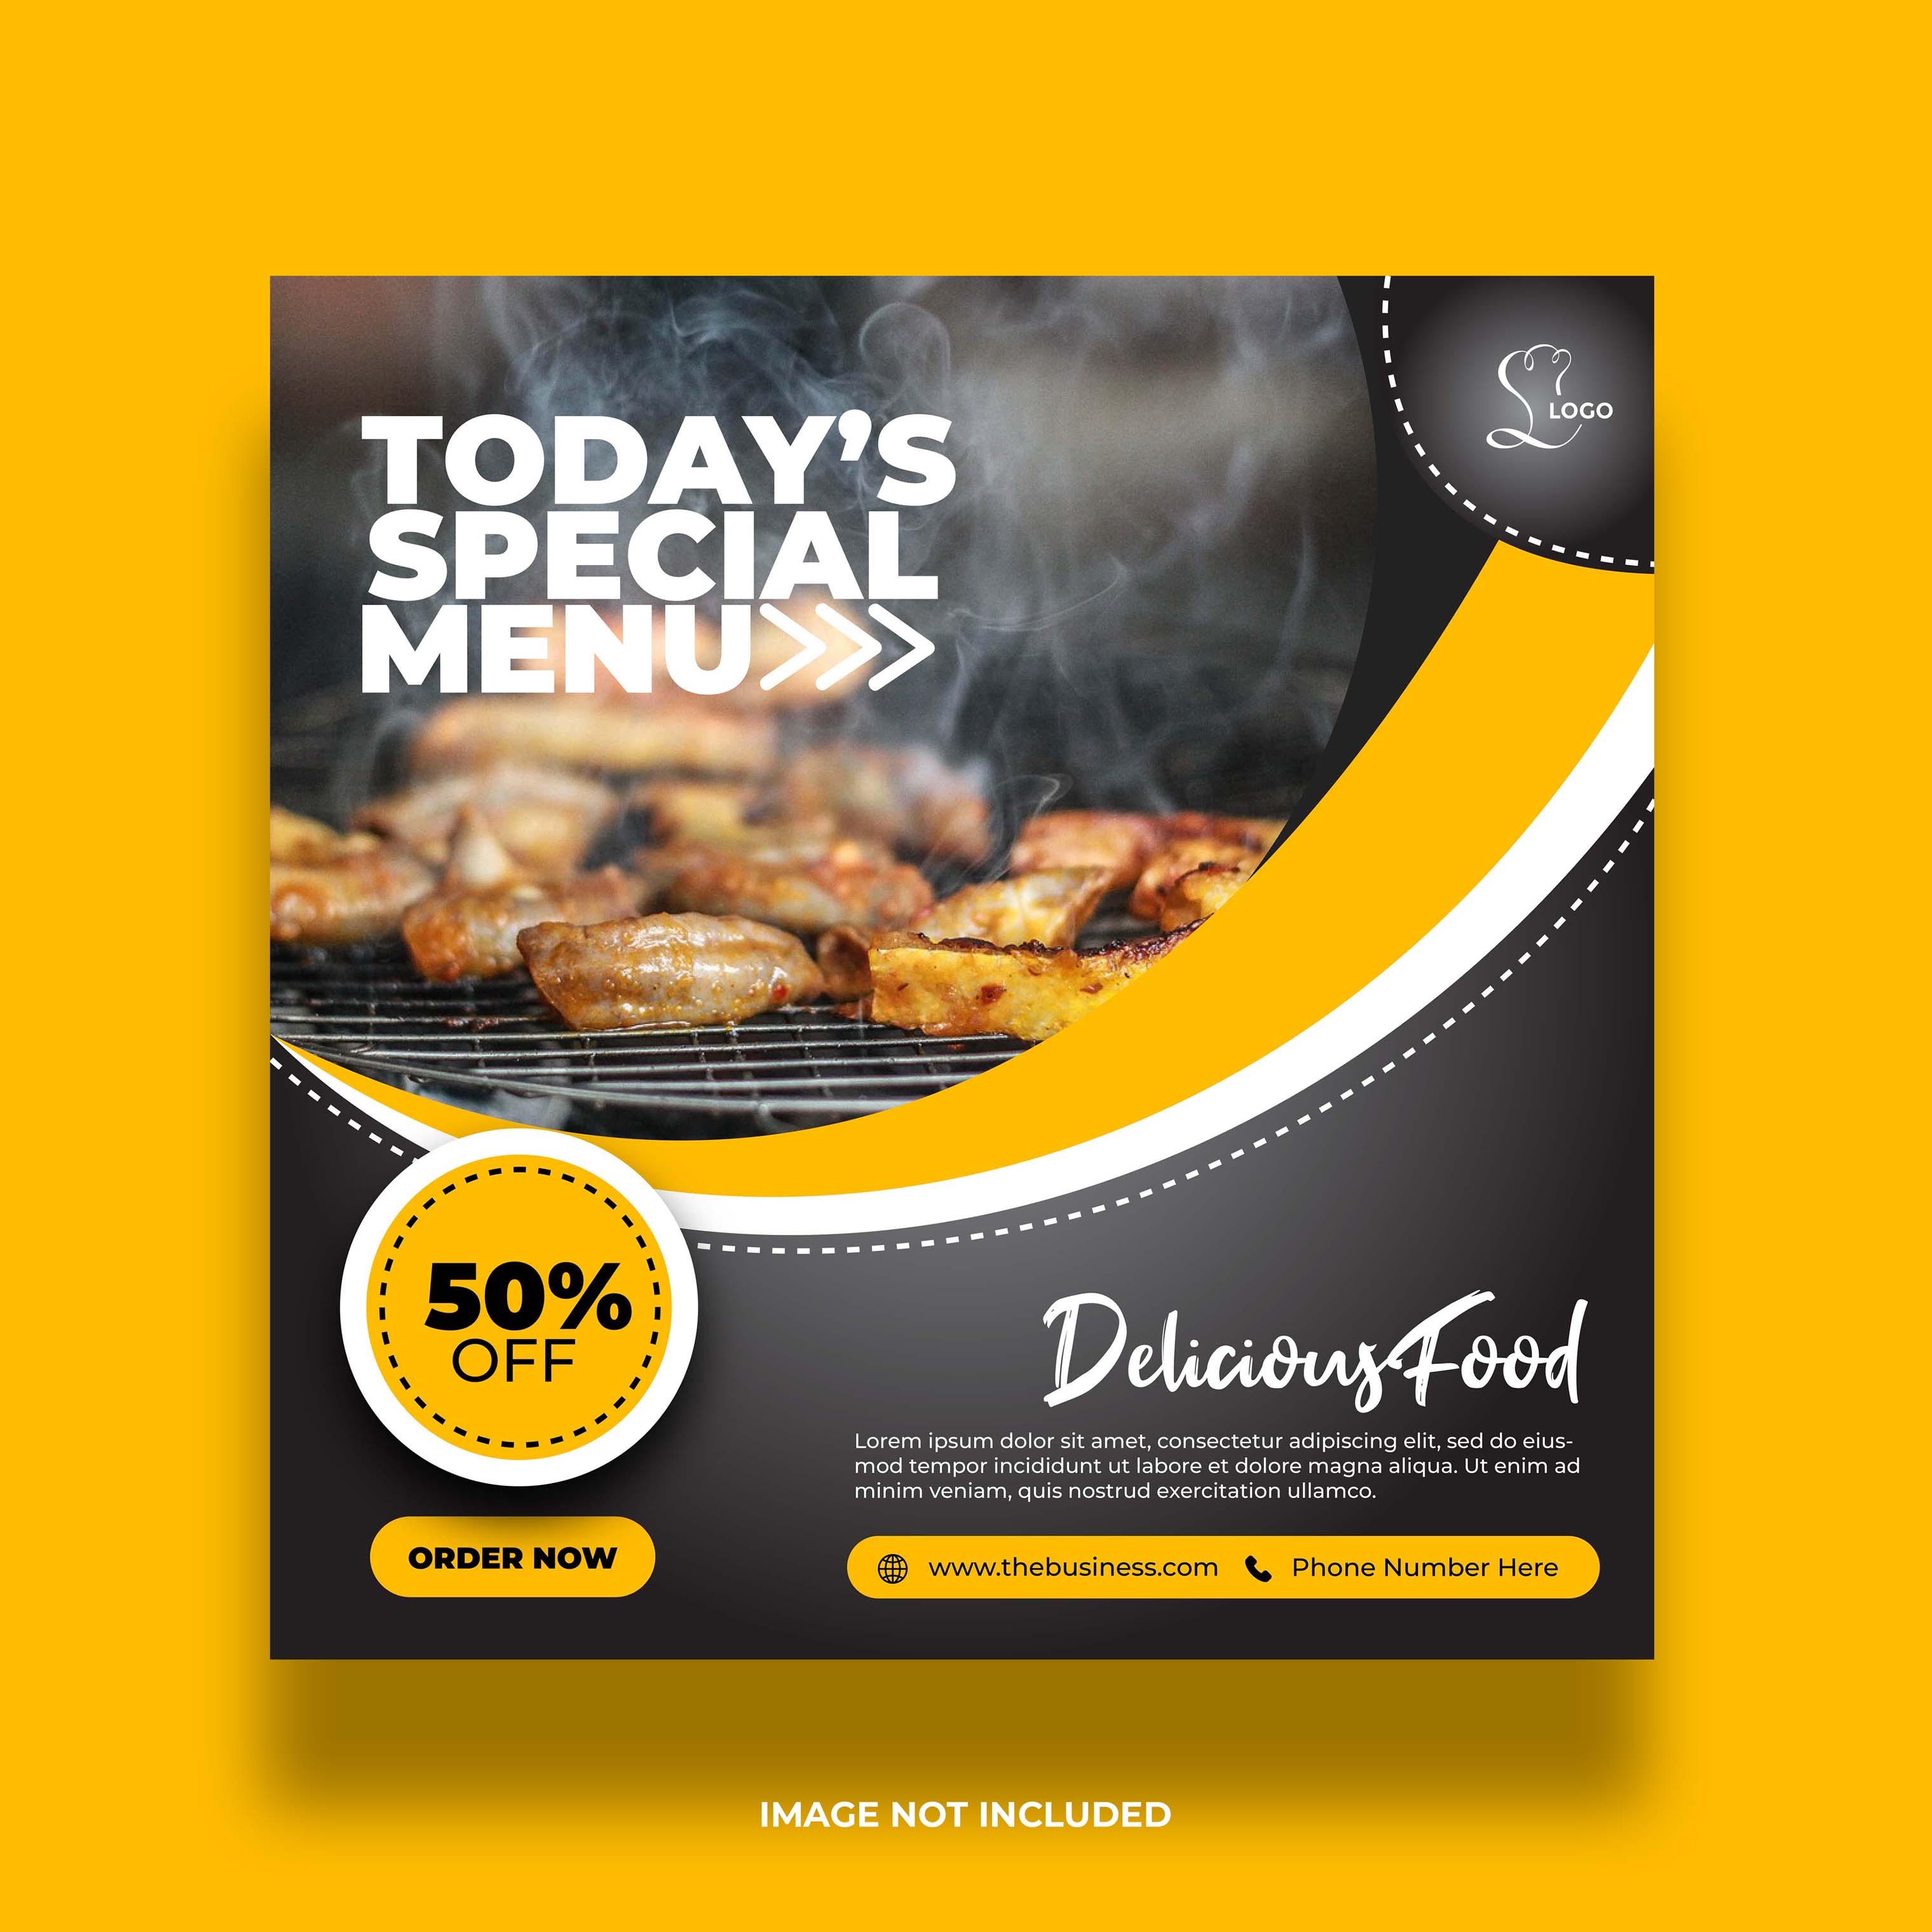 LOGO
TODAY’S
SPECIAL
MENU
50%
OFF
ORDER NOW
Delicious Food
Lorem ipsum dolor sit amet, consectetur adipiscing elit, sed do eius-
mod tempor incididunt ut labore et dolore magna aliqua. Ut enim ad
minim veniam, quis nostrud exercitation ullamco.
www.thebusiness.com Phone Number Here
IMAGE NOT INCLUDED